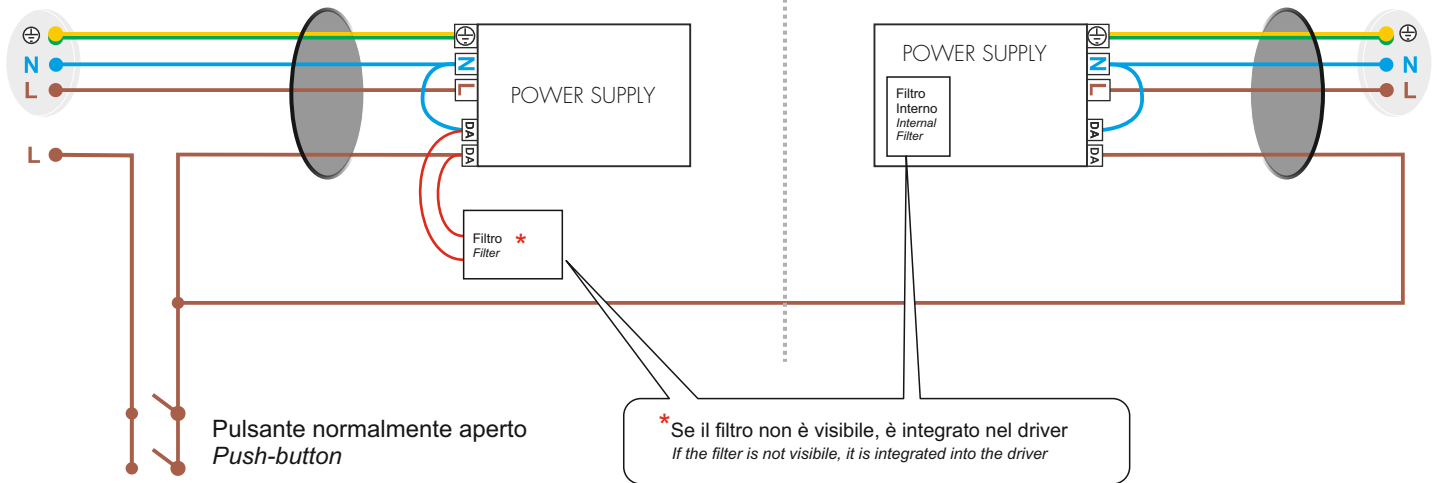 N
L
L
N
L
DA
DA
POWER SUPPLY
Filtro *
Filter
POWER SUPPLY
Filtro
Interno
Internal
Filter
N
L
DA
DA
N
L
Pulsante normalmente aperto
Push-button
*Se il filtro non è visibile, è integrato nel driver
If the filter is not visibile, it is integrated into the driver